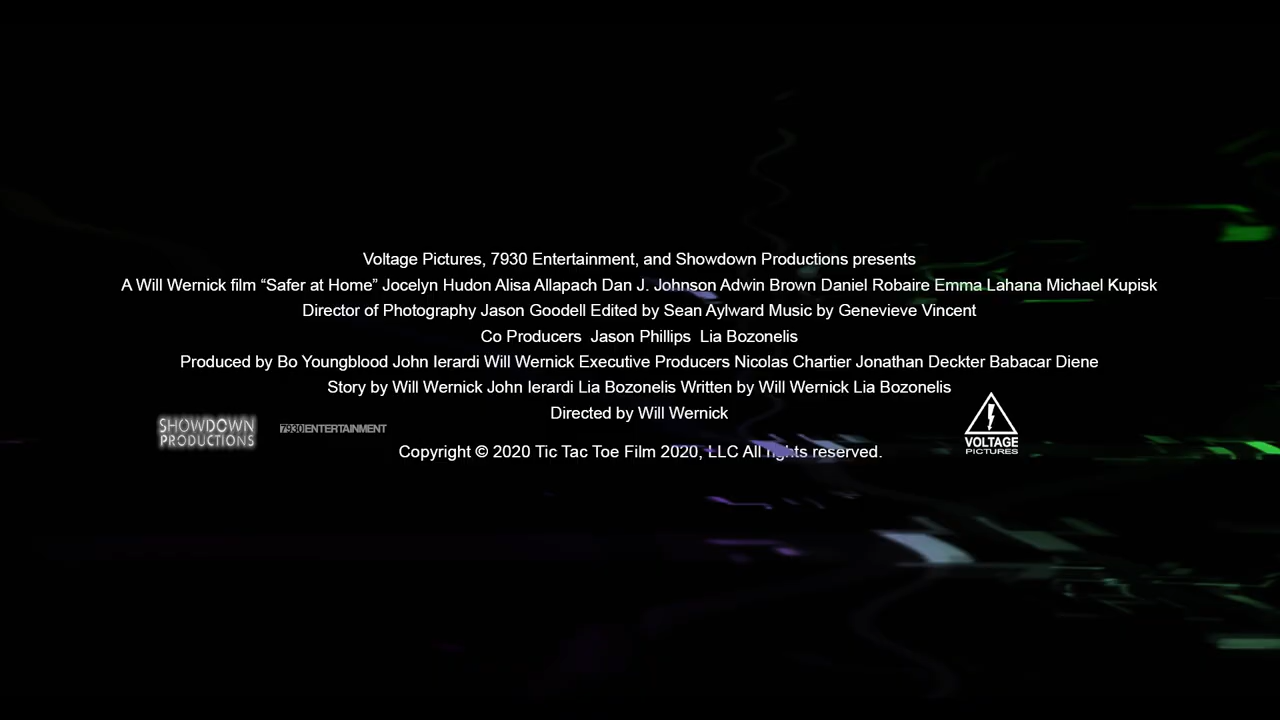 Voltage Pictures, 7930 Entertainment, and Showdown Productions presents
A Will Wernick film “Safer at Home” Jocelyn Hudon Alisa Allapach Dan J. Johnson Adwin Brown Daniel Robaire Emma Lahana Michael Kupisk
Director of Photography Jason Goodell Edited by Sean Aylward Music by Genevieve Vincent
Co Producers  Jason Phillips  Lia Bozonelis
Produced by Bo Youngblood John Ierardi Will Wernick Executive Producers Nicolas Chartier Jonathan Deckter Babacar Diene
Story by Will Wernick John Ierardi Lia Bozonelis Written by Will Wernick Lia Bozonelis
Directed by Will Wernick
SHOWDOWN
PRODUCTIONS
7930 ENTERTAINMENT
Copyright © 2020 Tic Tac Toe Film 2020, LLC All rights reserved.
VOLTAGE
PICTURES